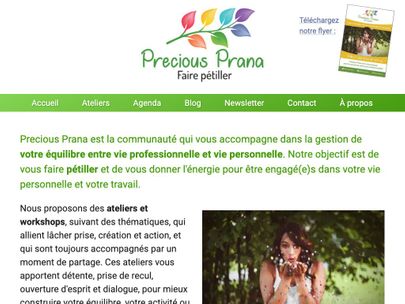 Precious Prana
Faire pétiller
Téléchargez
notre flyer :
Accueil Ateliers Agenda Blog Newsletter Contact À propos
Precious Prana est la communauté qui vous accompagne dans la gestion de
votre équilibre entre vie professionnelle et vie personnelle. Notre objectif est de
vous faire pétiller et de vous donner l'énergie pour être engagé(e)s dans votre vie
personnelle et votre travail.
Nous proposons des ateliers et
workshops, suivant des thématiques, qui
allient lâcher prise, création et action, et
qui sont toujours accompagnés par un
moment de partage. Ces ateliers vous
apportent détente, prise de recul,
ouverture d'esprit et dialogue, pour mieux
construire votre équilibre, votre activité ou